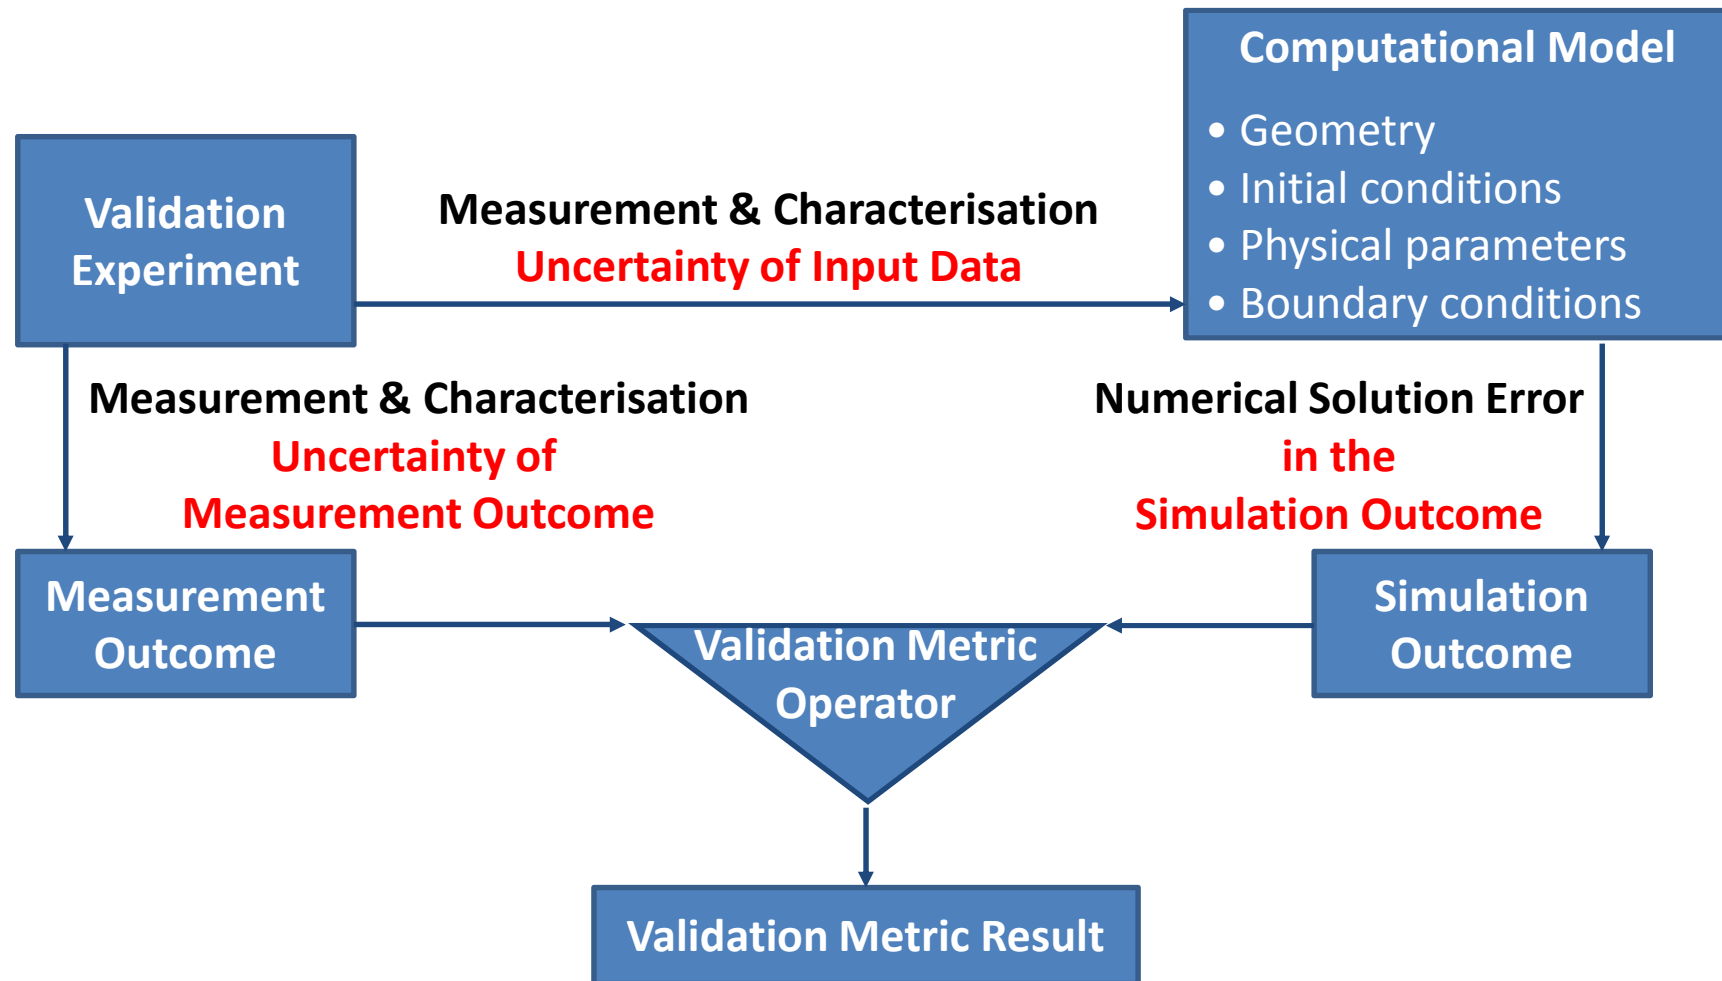 Computational Model
• Geometry
• Initial conditions
• Physical parameters
• Boundary conditions
Validation
Experiment
Measurement & Characterisation
Uncertainty of Input Data
Measurement & Characterisation
Uncertainty of
Measurement Outcome
Numerical Solution Error
in the
Simulation Outcome
Measurement
Outcome
Validation Metric
Operator
Simulation
Outcome
Validation Metric Result